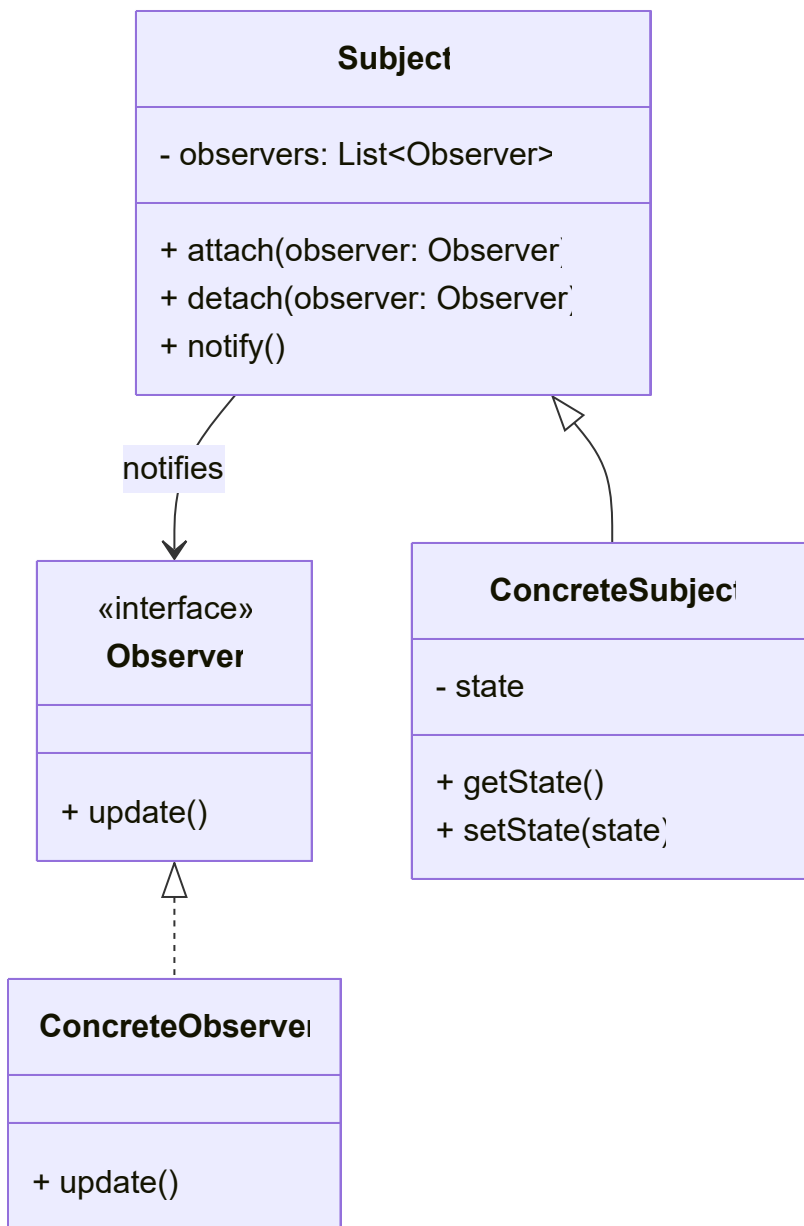 Subject
- observers: List<Observer>
+ attach(observer: Observer)
+ detach(observer: Observer)
+ notify()
notifies
«interface»
Observer
+ update()
ConcreteSubject
- state
+ getState()
+ setState(state)
ConcreteObserver
+ update()